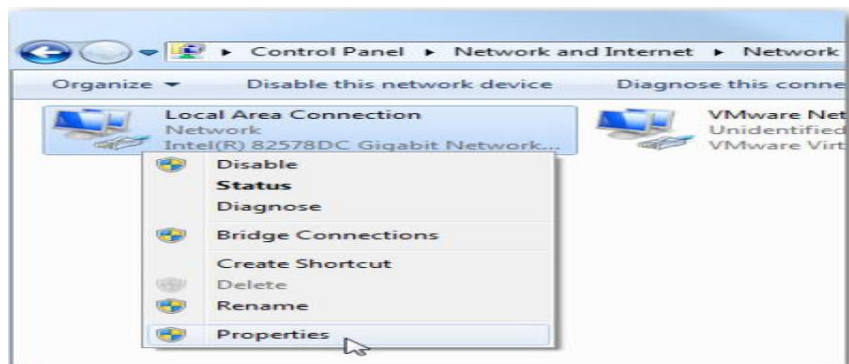 Control Panel ▸ Network and Internet ▸ Network
Organize Disable this network device Diagnose this conne
Local Area Connection
Network
Intel(R) 82578DC Gigabit Network...
VMware Net
Unidentified
VMware Virt
Disable
Status
Diagnose
Bridge Connections
Create Shortcut
Delete
Rename
Properties